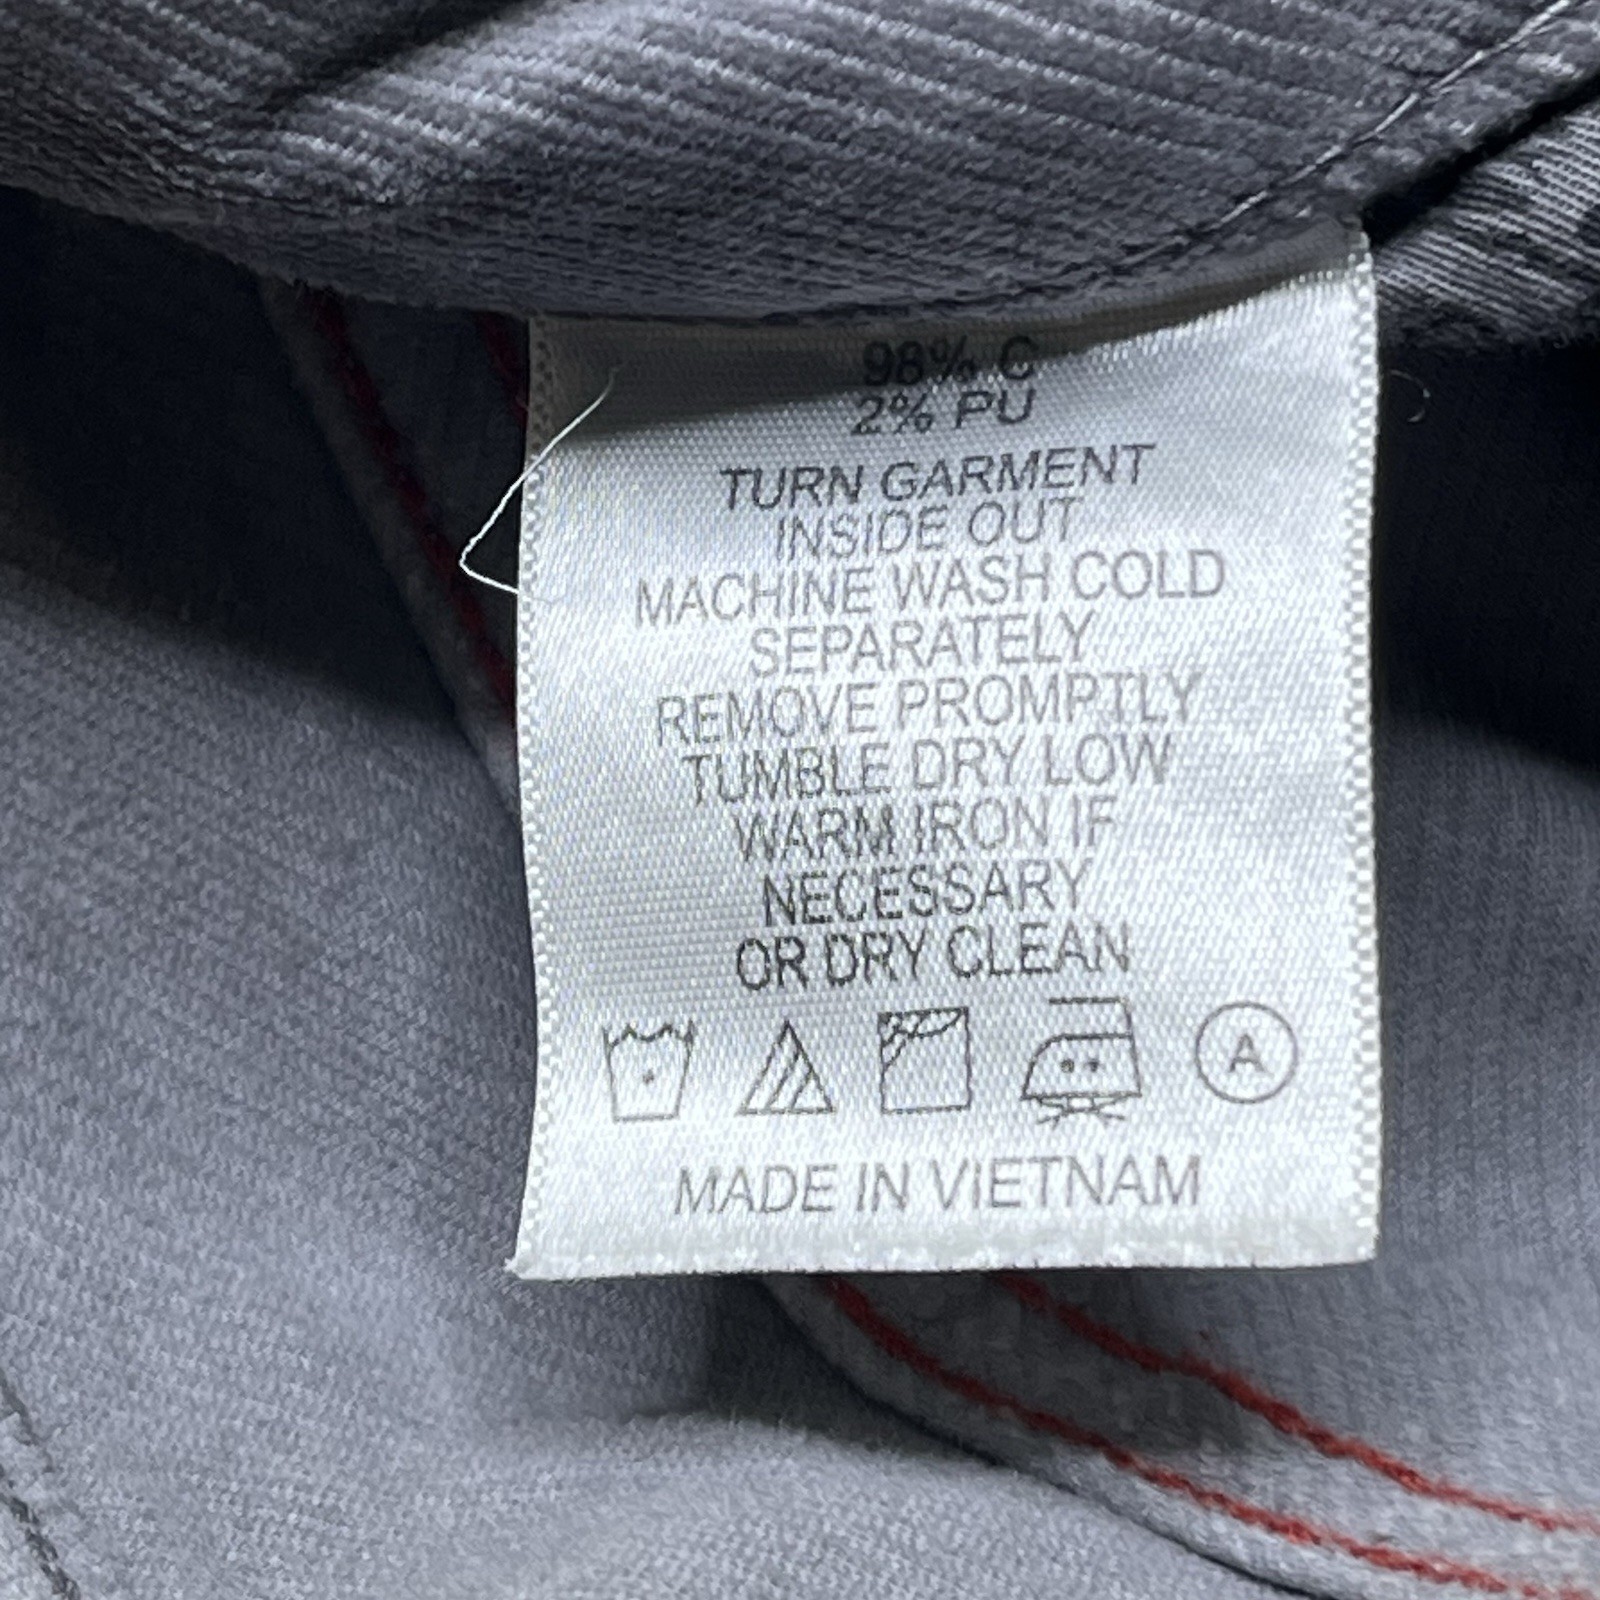 98% C
2% PU
TURN GARMENT
INSIDE OUT
MACHINE WASH COLD
SEPARATELY
REMOVE PROMPTLY
TUMBLE DRY LOW
WARM IRON IF
NECESSARY
OR DRY CLEAN
A
MADE IN VIETNAM